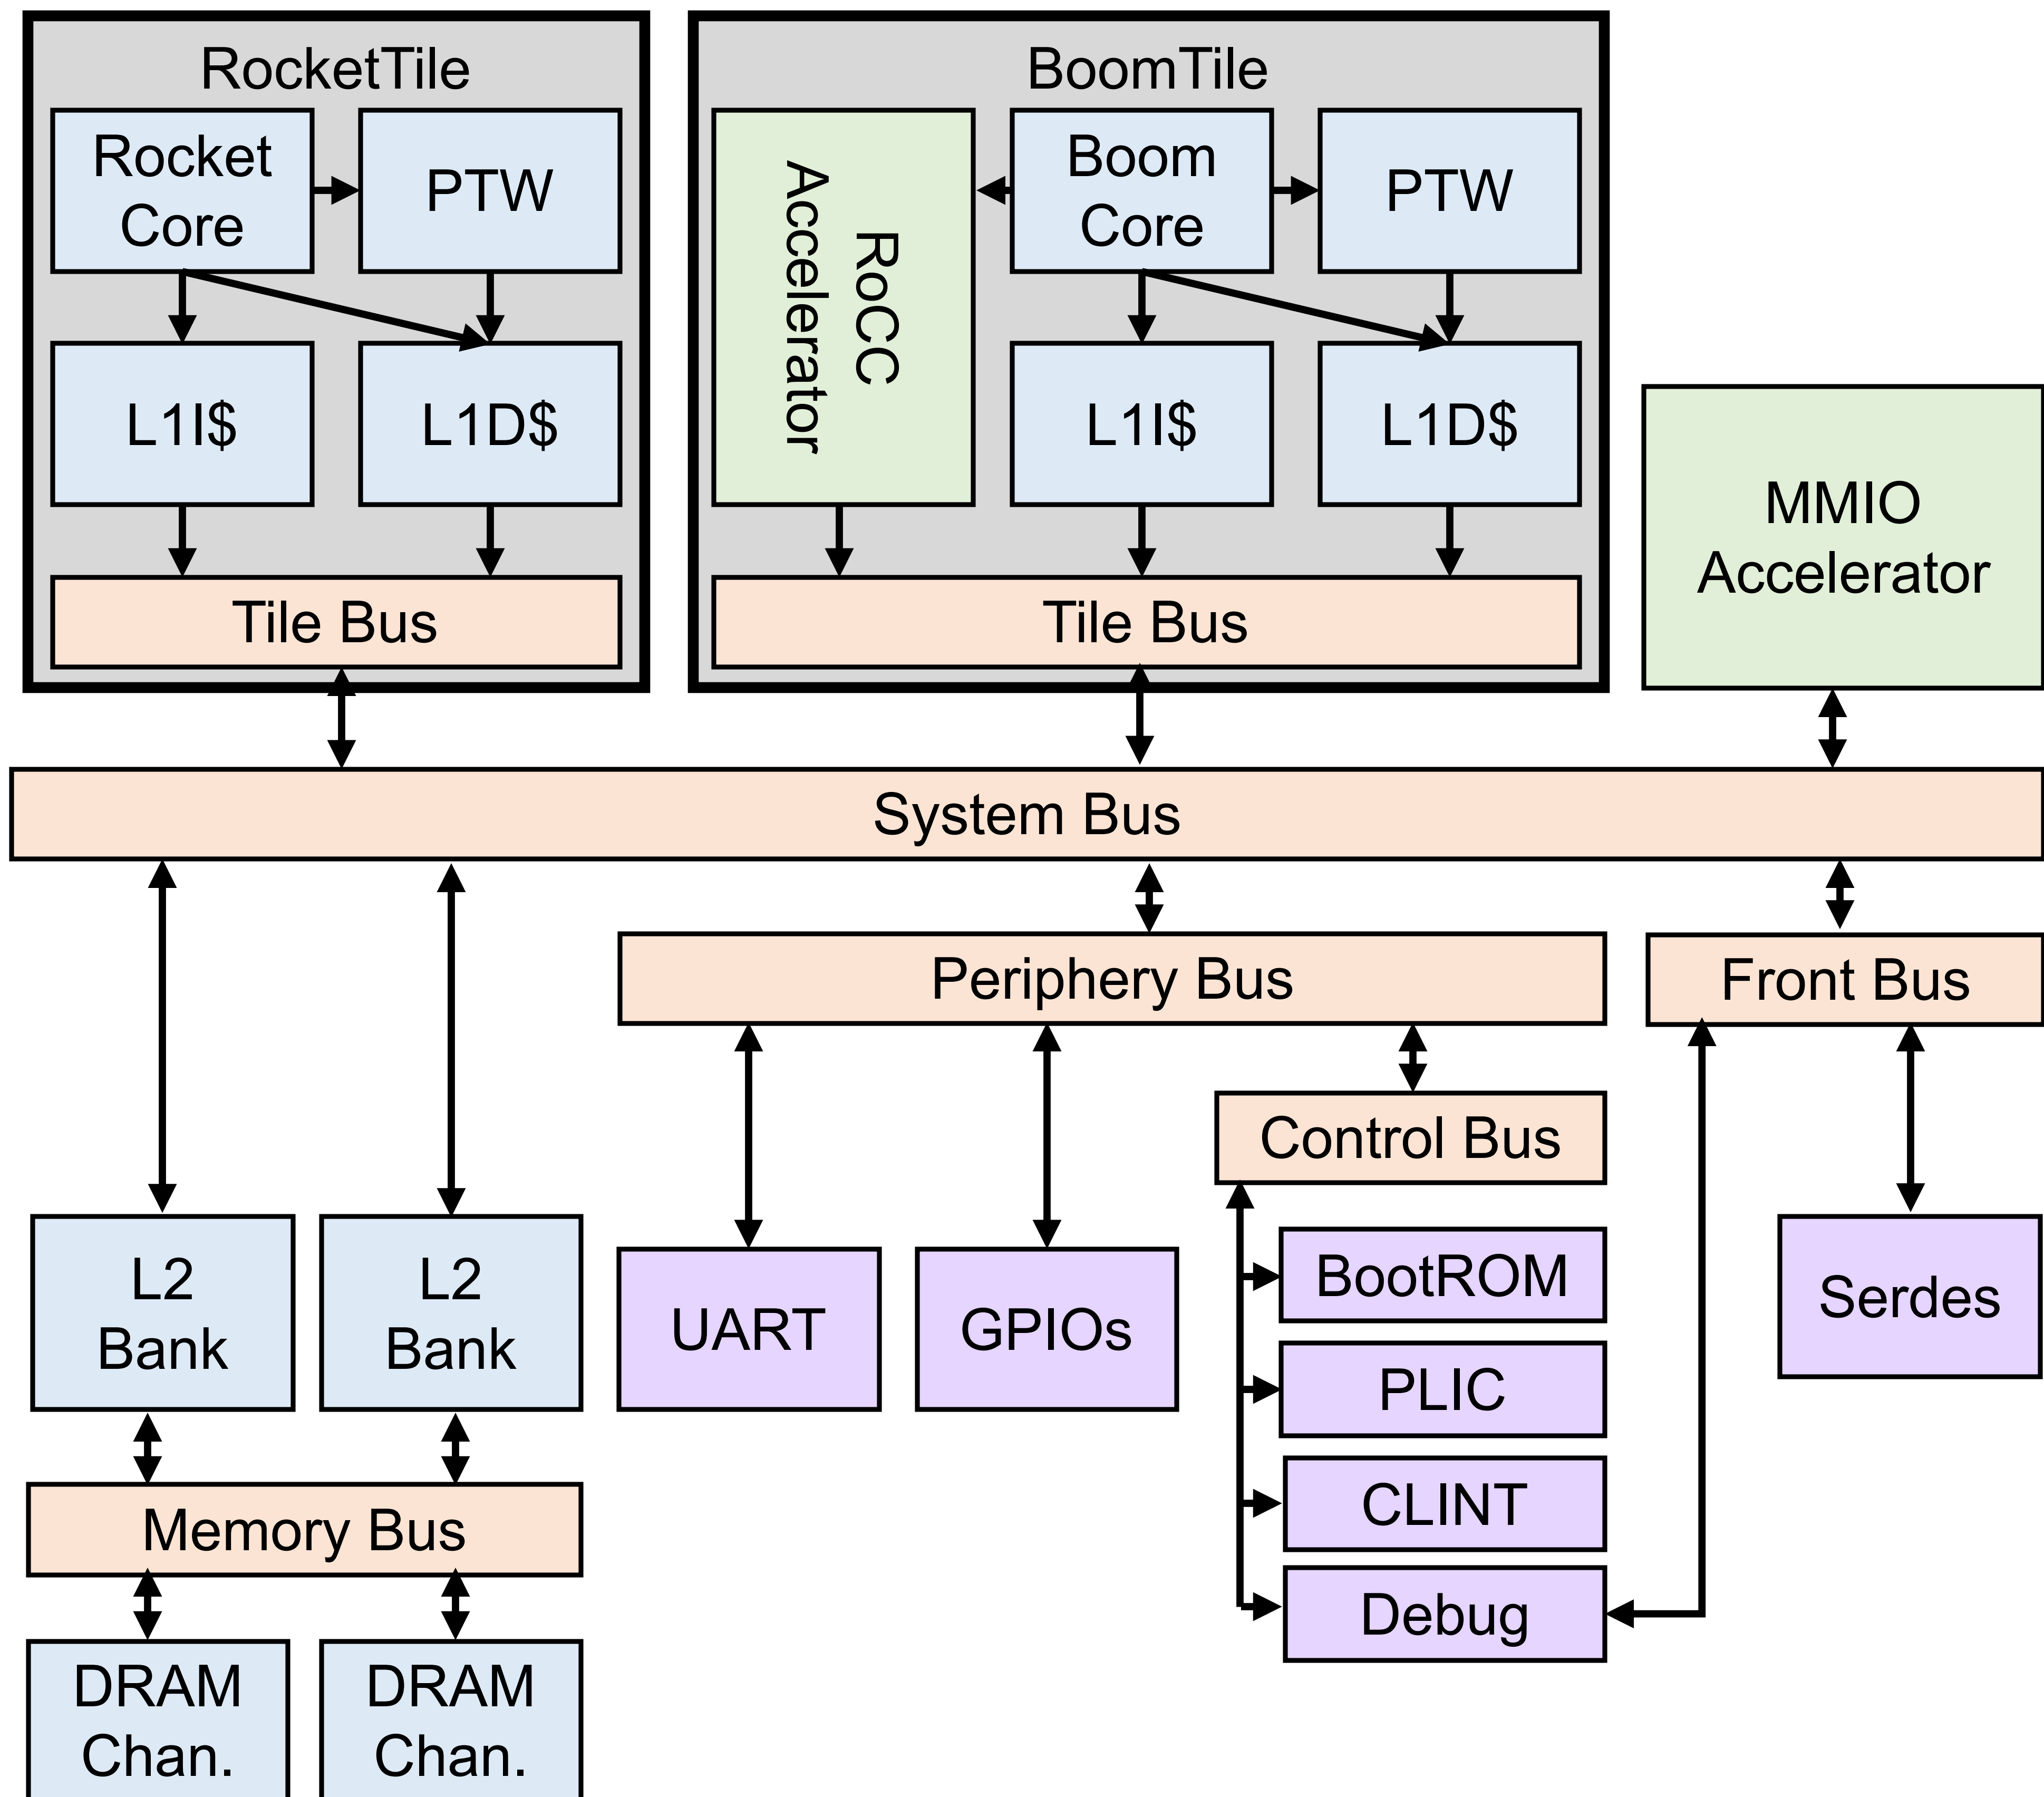 RocketTile
Rocket
Core
PTW
L1I$
L1D$
Tile Bus
BoomTile
RoCC
Accelerator
Boom
Core
PTW
L1I$
L1D$
Tile Bus
MMIO
Accelerator
System Bus
Periphery Bus
Front Bus
Control Bus
L2
Bank
L2
Bank
UART
GPIOs
BootROM
PLIC
CLINT
Debug
Serdes
Memory Bus
DRAM
Chan.
DRAM
Chan.